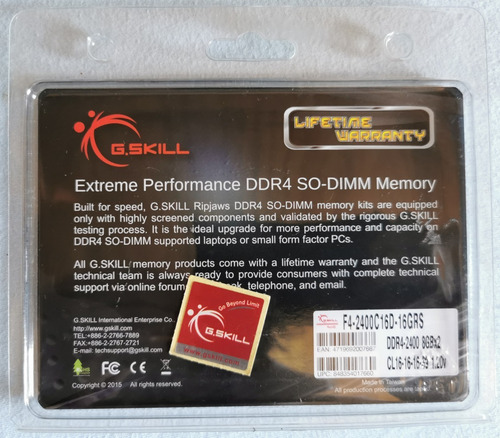 G.SKILL
LIFETIME
WARRANTY
Extreme Performance DDR4 SO-DIMM Memory
Built for speed, G.SKILL Ripjaws DDR4 SO-DIMM memory kits are equipped
only with highly screened components and validated by the rigorous G.SKILL
testing process. It is the ideal upgrade for more performance and capacity on
DDR4 SO-DIMM supported laptops or small form factor PCs.
All G.SKILL memory products come with a lifetime warranty and the G.SKILL
technical team is always ready to provide consumers with complete technical
support via online forum, telephone, and email.
Go Beyond Limit
G.SKILL
www.gskill.com
G.SKILL International Enterprise Co.
http://www.gskill.com
TEL:+886-2-2766-7889
FAX:+886-2-2767-2721
E-mail: techsupport@gskill.com
Copyright © 2015 All rights
G.SKILL
F4-2400C16D-16GRS
DDR4-2400 8GBx2
CL16-16-16-39 1.20v
Made in Taiwan
All production processes are